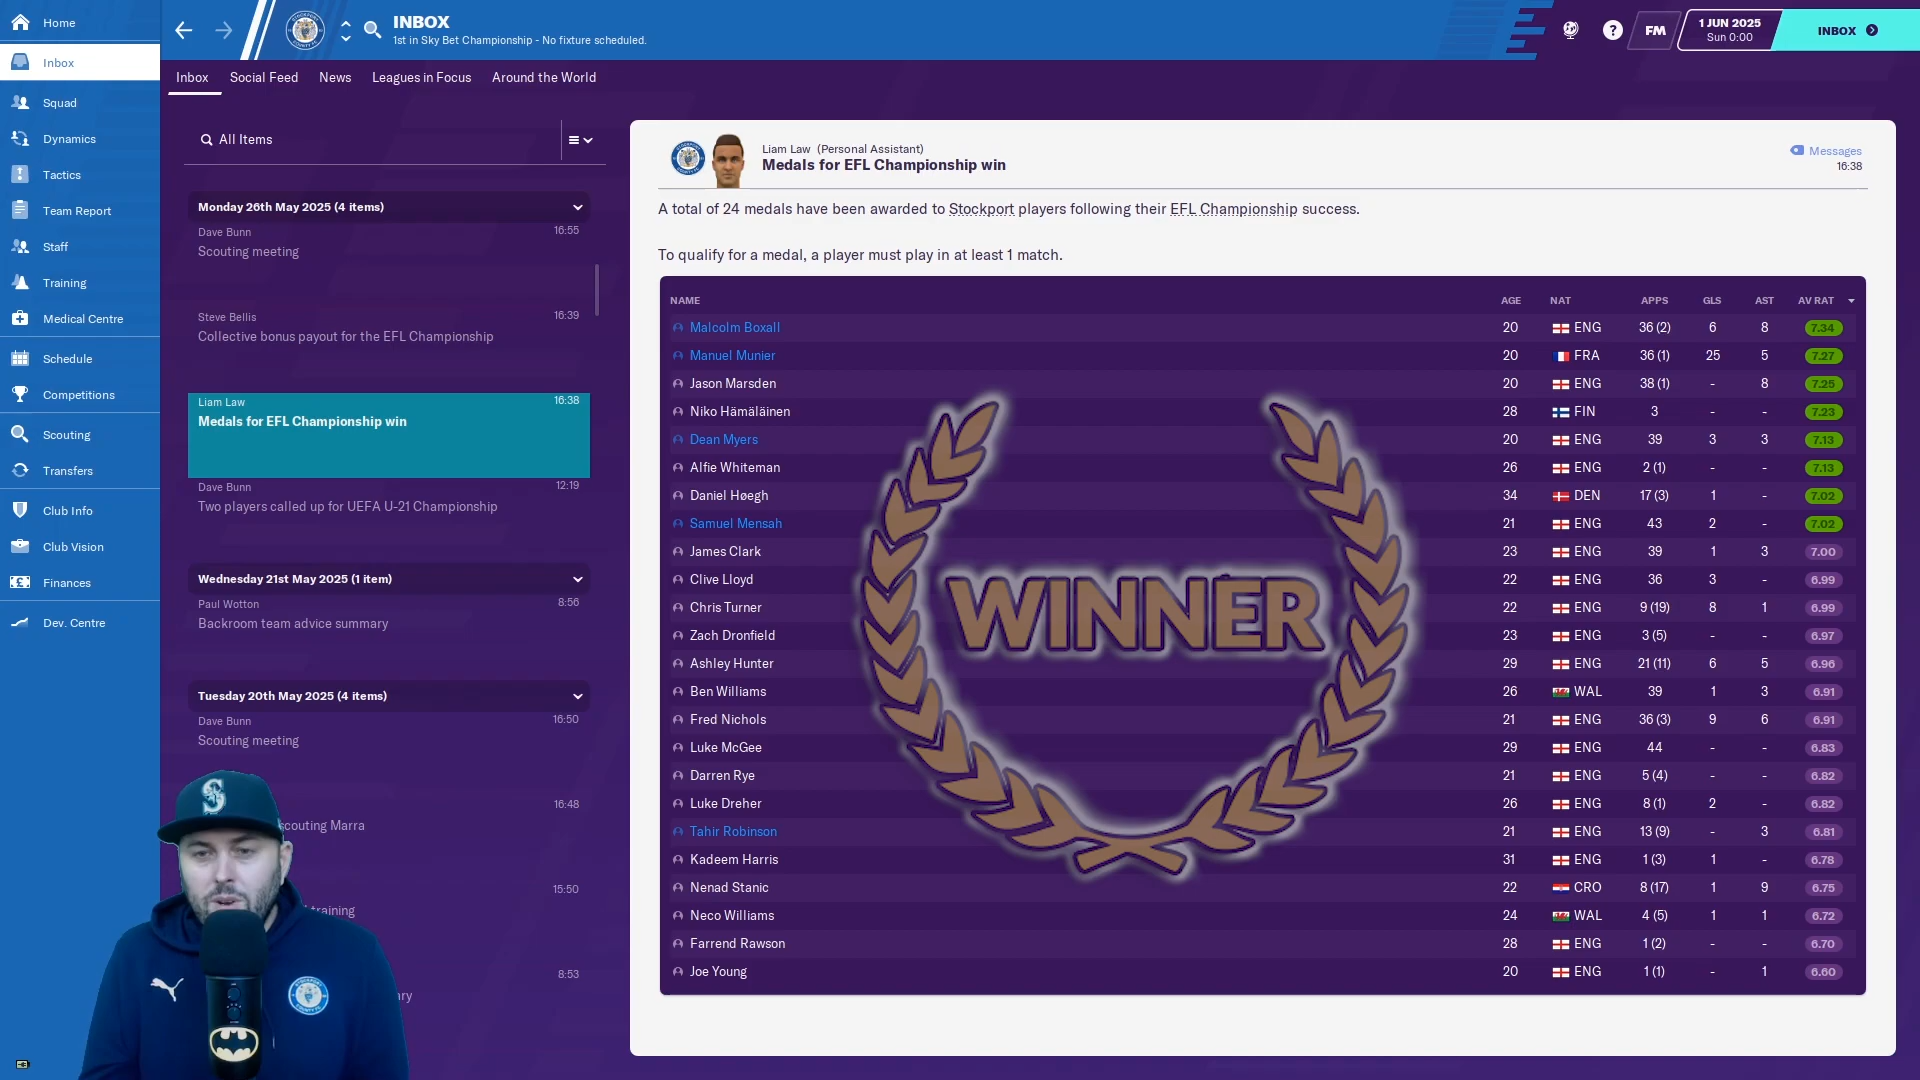 Home
Inbox
Squad
Dynamics
Tactics
Team Report
Staff
Training
Medical Centre
Schedule
Competitions
Scouting
Transfers
Club Info
Club Vision
Finances
Dev. Centre
INBOX
1st in Sky Bet Championship - No fixture scheduled.
FM
1 JUN 2025
Sun 0:00
INBOX
Inbox Social Feed News Leagues in Focus Around the World
All Items
Monday 26th May 2025 (4 items)
Dave Bunn 16:55
Scouting meeting
Steve Bellis 16:39
Collective bonus payout for the EFL Championship
Liam Law 16:38
Medals for EFL Championship win
Dave Bunn 12:19
Two players called up for UEFA U-21 Championship
Wednesday 21st May 2025 (1 item)
Paul Wotton 8:56
Backroom team advice summary
Tuesday 20th May 2025 (4 items)
Dave Bunn 16:50
Scouting meeting
16:48
scouting Marra
15:50
training
8:53
Liam Law (Personal Assistant)
Medals for EFL Championship win
Messages
16:38
A total of 24 medals have been awarded to Stockport players following their EFL Championship success.
To qualify for a medal, a player must play in at least 1 match.
NAME AGE NAT APPS GLS AST AV RAT
Malcolm Boxall 20 ENG 36 (2) 6 8 7.34
Manuel Munier 20 FRA 36 (1) 25 5 7.27
Jason Marsden 20 ENG 38 (1) - 8 7.25
Niko Hämäläinen 28 FIN 3 - - 7.23
Dean Myers 20 ENG 39 3 3 7.13
Alfie Whiteman 26 ENG 2 (1) - - 7.13
Daniel Høegh 34 DEN 17 (3) 1 - 7.02
Samuel Mensah 21 ENG 43 2 - 7.02
James Clark 23 ENG 39 1 3 7.00
Clive Lloyd 22 ENG 36 3 - 6.99
Chris Turner 22 ENG 9 (19) 8 1 6.99
Zach Dronfield 23 ENG 3 (5) - - 6.97
Ashley Hunter 29 ENG 21 (11) 6 5 6.96
Ben Williams 26 WAL 39 1 3 6.91
Fred Nichols 21 ENG 36 (3) 9 6 6.91
Luke McGee 29 ENG 44 - - 6.83
Darren Rye 21 ENG 5 (4) - - 6.82
Luke Dreher 26 ENG 8 (1) 2 - 6.82
Tahir Robinson 21 ENG 13 (9) - 3 6.81
Kadeem Harris 31 ENG 1 (3) 1 - 6.78
Nenad Stanic 22 CRO 8 (17) 1 9 6.75
Neco Williams 24 WAL 4 (5) 1 1 6.72
Farrend Rawson 28 ENG 1 (2) - - 6.70
Joe Young 20 ENG 1 (1) - 1 6.60
WINNER